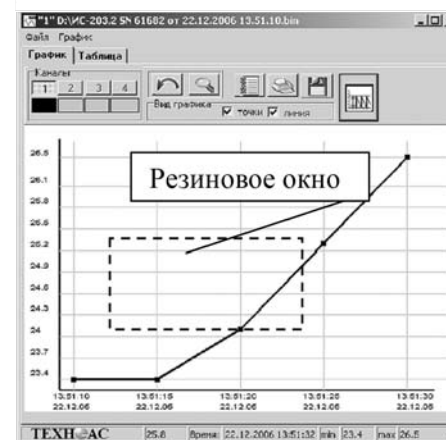 "1" D:\ИС-203.2 SN 61602 от 22.12.2006 13.51.10.bin
Файл График
График Таблица
Каналы
1 2 3 4
Вид графика
точки линия
Резиновое окно
26.5
26.1
25.8
25.5
25.2
24.9
24.6
24.3
24
23.7
23.4
13:51:10 13:51:15 13:51:20 13:51:25 13:51:30
22.12.06 22.12.06 22.12.06 22.12.06 22.12.06
ТЕХНОАС 25.8 Время: 22.12.2006 13:51:32 min 23.4 max 26.5